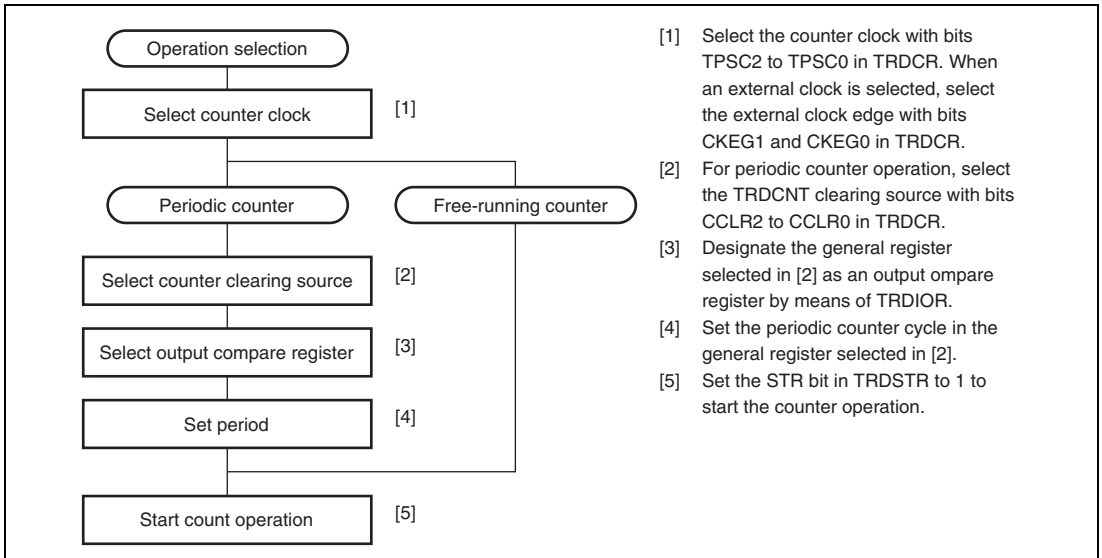 Operation selection
Select counter clock
[1]
Periodic counter
Free-running counter
Select counter clearing source
[2]
Select output compare register
[3]
Set period
[4]
Start count operation
[5]
[1] Select the counter clock with bits
TPSC2 to TPSC0 in TRDCR. When
an external clock is selected, select
the external clock edge with bits
CKEG1 and CKEG0 in TRDCR.
[2] For periodic counter operation, select
the TRDCNT clearing source with bits
CCLR2 to CCLR0 in TRDCR.
[3] Designate the general register
selected in [2] as an output ompare
register by means of TRDIOR.
[4] Set the periodic counter cycle in the
general register selected in [2].
[5] Set the STR bit in TRDSTR to 1 to
start the counter operation.